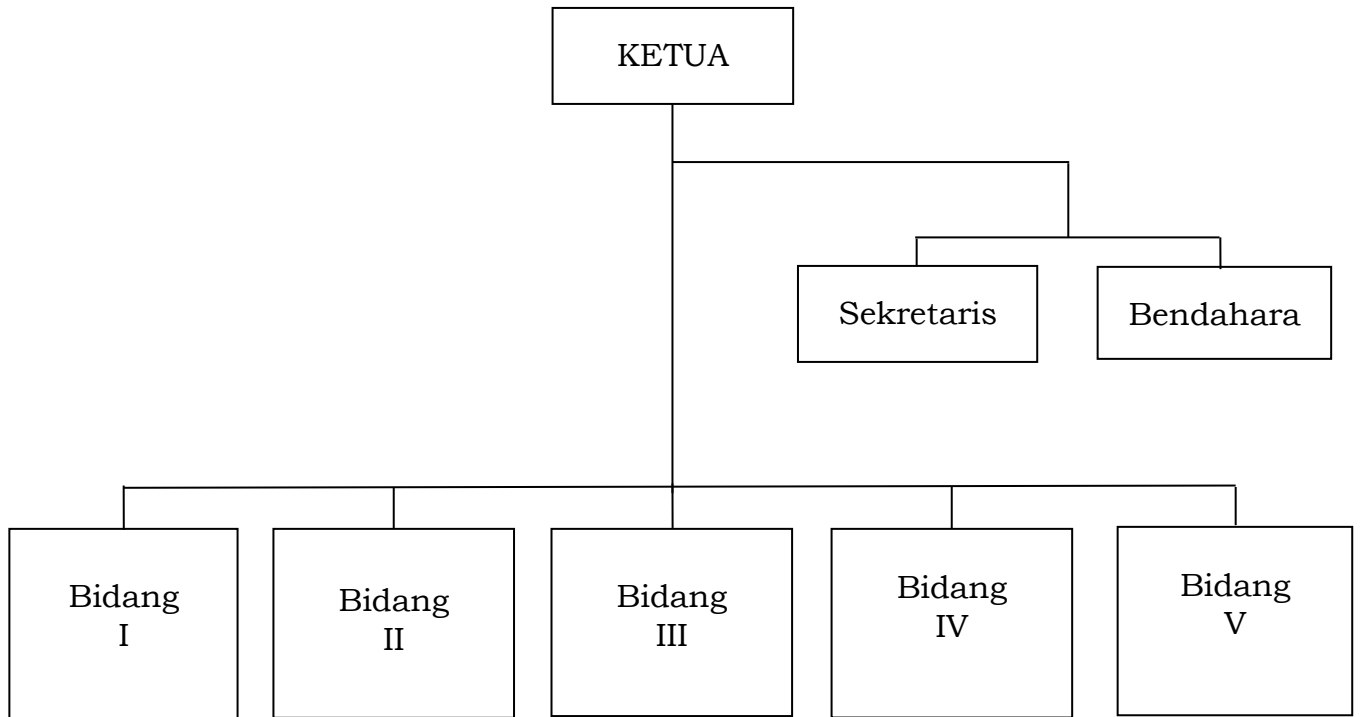 KETUA
Sekretaris
Bendahara
Bidang
I
Bidang
II
Bidang
III
Bidang
IV
Bidang
V